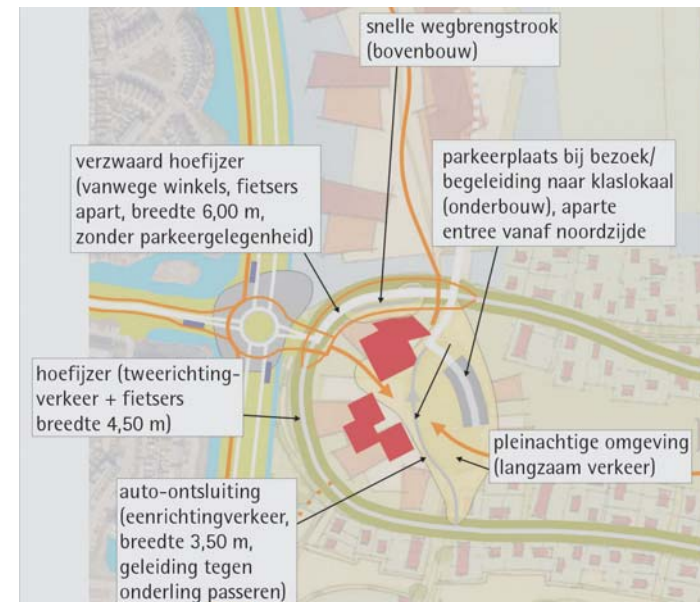 snelle wegbrengstrook
(bovenbouw)
verzwaard hoefijzer
(vanwege winkels, fietsers
apart, breedte 6,00 m,
zonder parkeergelegenheid)
parkeerplaats bij bezoek/
begeleiding naar klaslokaal
(onderbouw), aparte
entree vanaf noordzijde
hoefijzer (tweerichting-
verkeer + fietsers
breedte 4,50 m)
pleinachtige omgeving
(langzaam verkeer)
auto-ontsluiting
(eenrichtingverkeer,
breedte 3,50 m,
geleiding tegen
onderling passeren)